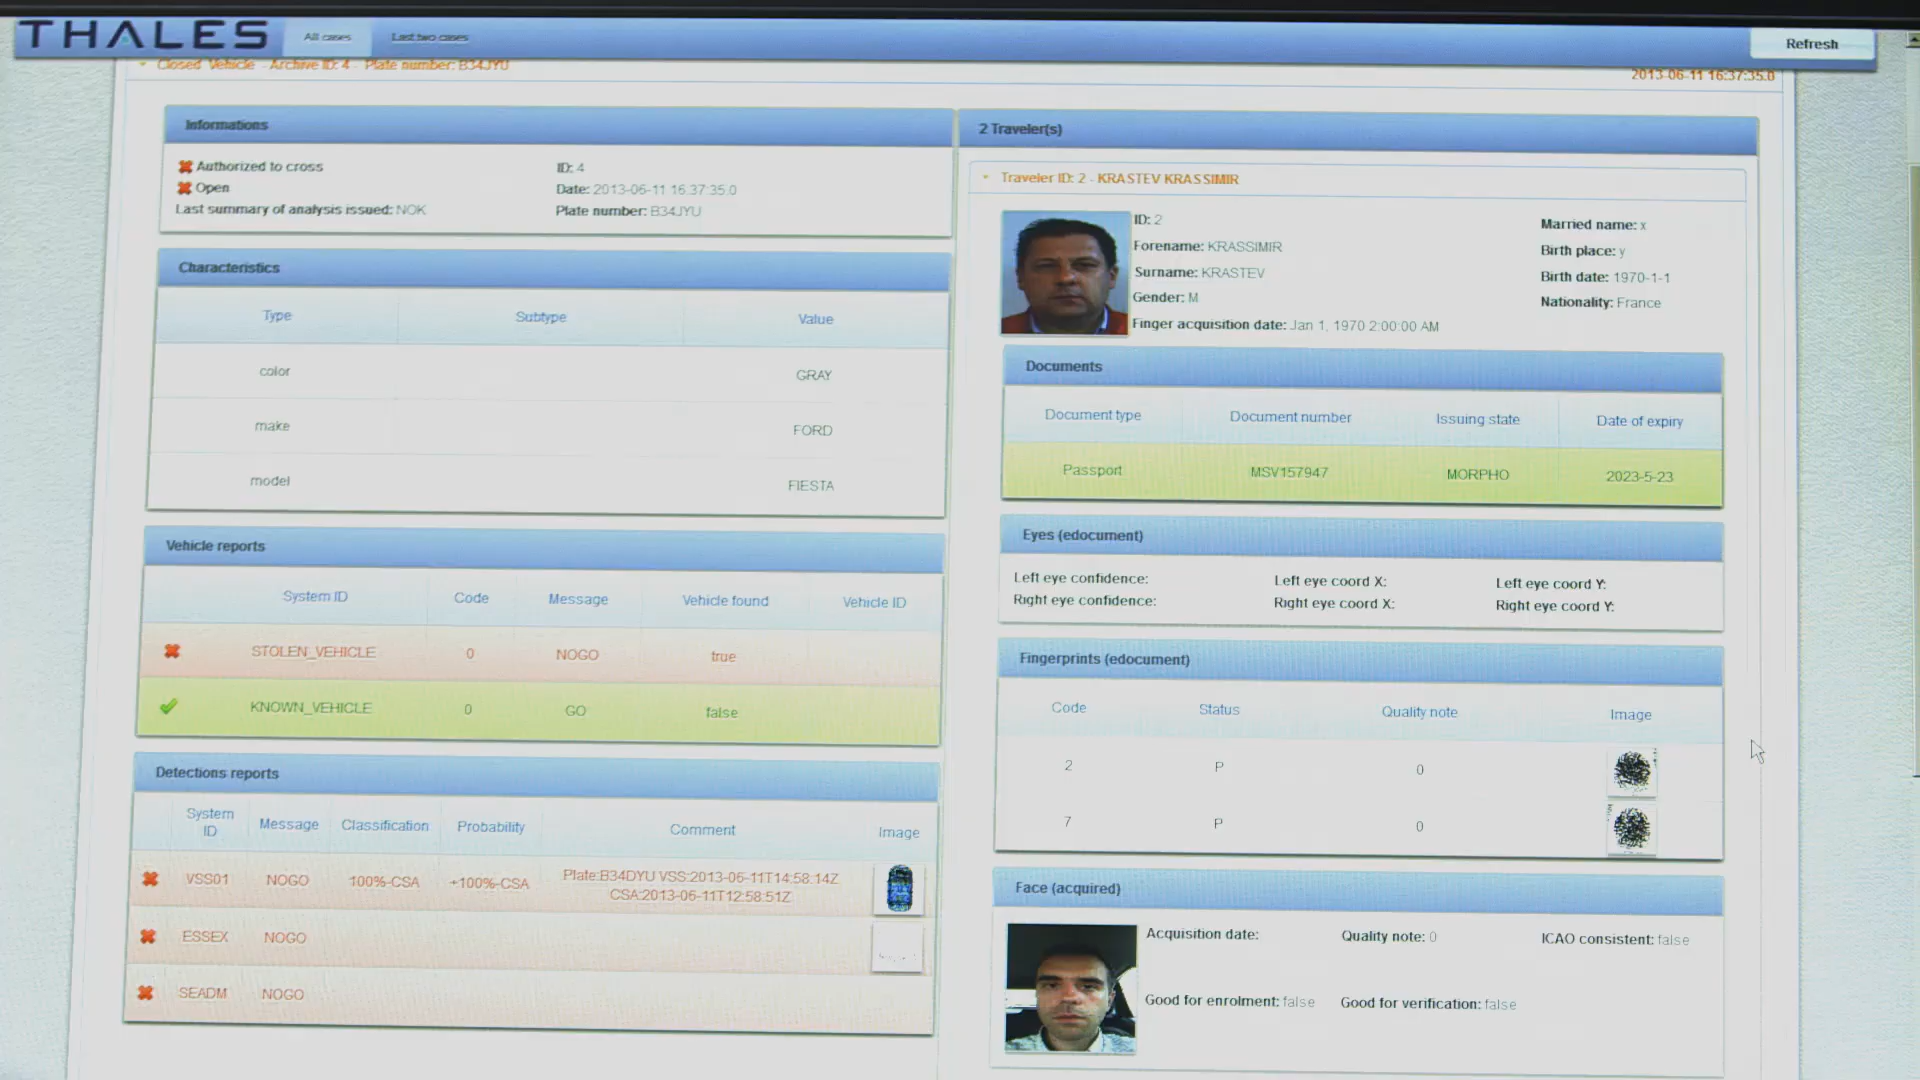 THALES
All cases
Last two cases
Refresh
Closed Vehicle - Archive ID: 4 - Plate number: B34JYU
2013-06-11 16:37:35.0
Informations
Authorized to cross
Open
Last summary of analysis issued: NOK
ID: 4
Date: 2013-06-11 16:37:35.0
Plate number: B34JYU
Characteristics
Type Subtype Value
color GRAY
make FORD
model FIESTA
Vehicle reports
System ID Code Message Vehicle found Vehicle ID
STOLEN_VEHICLE 0 NOGO true
KNOWN_VEHICLE 0 GO false
Detections reports
System ID Message Classification Probability Comment Image
VSS01 NOGO 100%-CSA +100%-CSA Plate:B34DYU VSS:2013-06-11T14:58:14Z
CSA:2013-06-11T12:58:51Z
ESSEX NOGO
SEADM NOGO
2 Traveler(s)
Traveler ID: 2 - KRASTEV KRASSIMIR
ID: 2
Forename: KRASSIMIR
Surname: KRASTEV
Gender: M
Finger acquisition date: Jan 1, 1970 2:00:00 AM
Married name: x
Birth place: y
Birth date: 1970-1-1
Nationality: France
Documents
Document type Document number Issuing state Date of expiry
Passport MSV157947 MORPHO 2023-5-23
Eyes (edocument)
Left eye confidence: Left eye coord X: Left eye coord Y:
Right eye confidence: Right eye coord X: Right eye coord Y:
Fingerprints (edocument)
Code Status Quality note Image
2 P 0
7 P 0
Face (acquired)
Acquisition date: Quality note: 0 ICAO consistent: false
Good for enrolment: false Good for verification: false